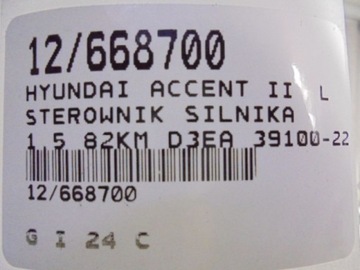 12/668700
HYUNDAI ACCENT II L
STEROWNIK SILNIKA
1.5 82KM D3EA 39100-22
12/668700
G I 24 C